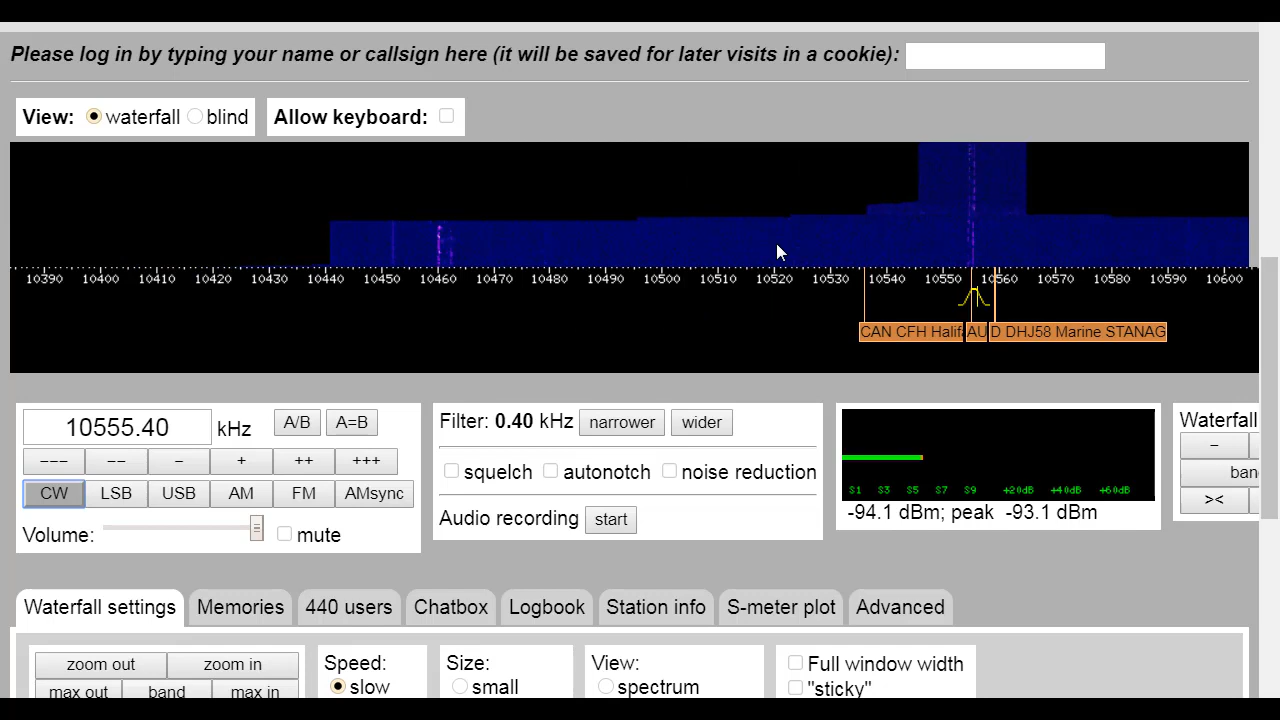 Please log in by typing your name or callsign here (it will be saved for later visits in a cookie):
View: waterfall blind Allow keyboard:
10390 10400 10410 10420 10430 10440 10450 10460 10470 10480 10490 10500 10510 10520 10530 10540 10550 10560 10570 10580 10590 10600
CAN CFH Halif AU D DHJ58 Marine STANAG
10555.40 kHz A/B A=B
--- -- - + ++ +++
CW LSB USB AM FM AMsync
Volume: mute
Filter: 0.40 kHz narrower wider
squelch autonotch noise reduction
Audio recording start
S1 S3 S5 S7 S9 +20dB +40dB +60dB
-94.1 dBm; peak -93.1 dBm
Waterfall
-
ban
><
Waterfall settings Memories 440 users Chatbox Logbook Station info S-meter plot Advanced
zoom out zoom in
max out band max in
Speed:
slow
Size:
small
View:
spectrum
Full window width
"sticky"